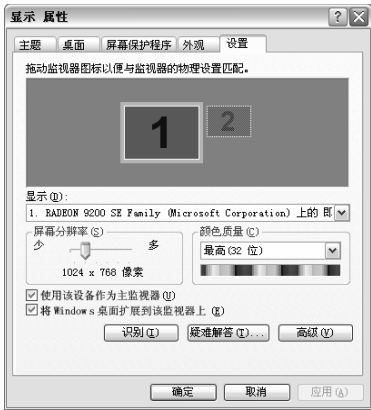 显示 属性
主题 桌面 屏幕保护程序 外观 设置
拖动监视器图标以便与监视器的物理设置匹配。
1 2
显示(D):
1. RADEON 9200 SE Family (Microsoft Corporation) 上的 即
屏幕分辨率(S) 颜色质量(C)
少 多 最高(32 位)
1024 x 768 像素
使用该设备作为主监视器(U)
将 Windows 桌面扩展到该监视器上 (E)
识别(I) 疑难解答(T)... 高级(V)
确定 取消 应用(A)